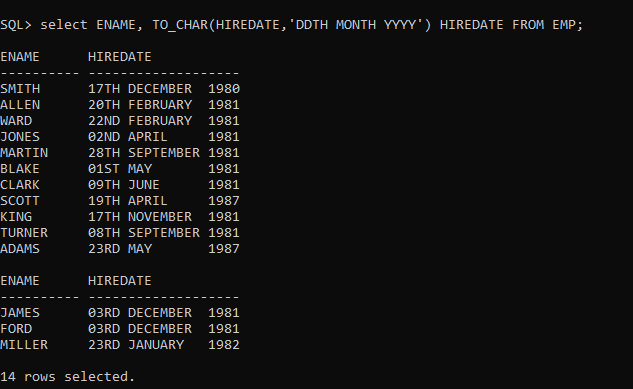 SQL> select ENAME, TO_CHAR(HIREDATE,'DDTH MONTH YYYY') HIREDATE FROM EMP;
ENAME      HIREDATE
---------- -------------------
SMITH      17TH DECEMBER  1980
ALLEN      20TH FEBRUARY  1981
WARD       22ND FEBRUARY  1981
JONES      02ND APRIL     1981
MARTIN     28TH SEPTEMBER 1981
BLAKE      01ST MAY       1981
CLARK      09TH JUNE      1981
SCOTT      19TH APRIL     1987
KING       17TH NOVEMBER  1981
TURNER     08TH SEPTEMBER 1981
ADAMS      23RD MAY       1987
ENAME      HIREDATE
---------- -------------------
JAMES      03RD DECEMBER  1981
FORD       03RD DECEMBER  1981
MILLER     23RD JANUARY   1982
14 rows selected.